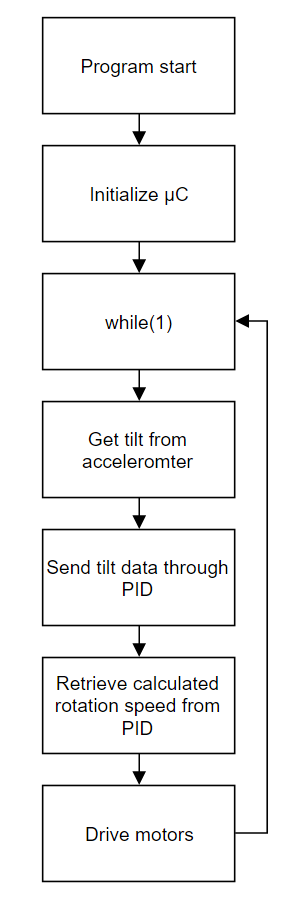 Program start
Initialize µC
while(1)
Get tilt from
acceleromter
Send tilt data through
PID
Retrieve calculated
rotation speed from
PID
Drive motors